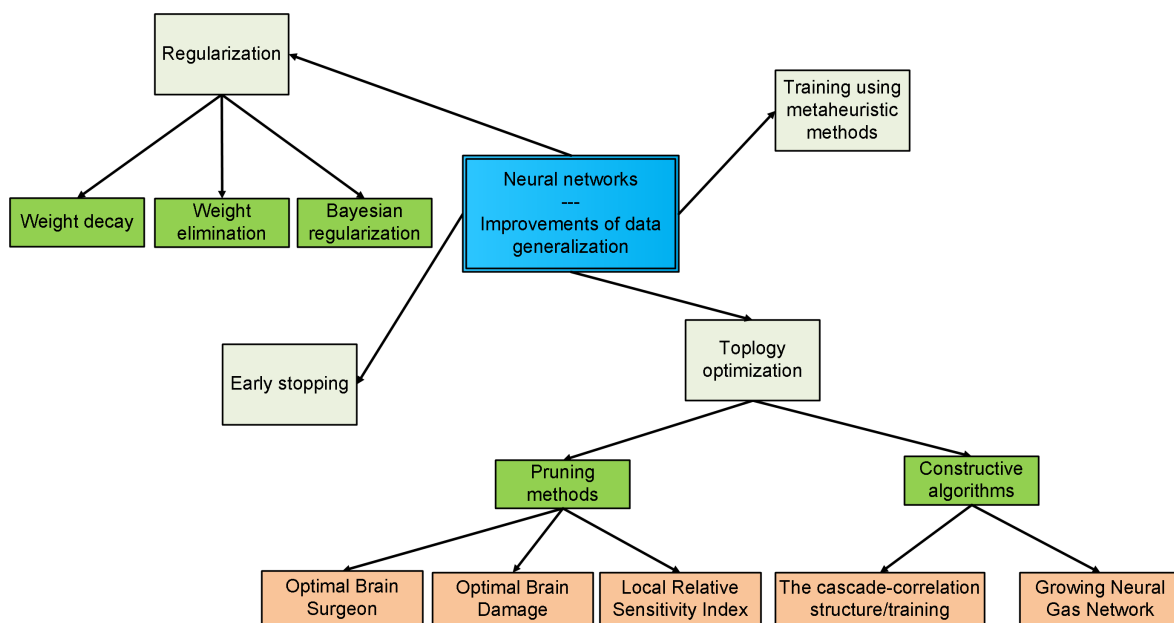 Regularization
Training using
metaheuristic
methods
Neural networks
---
Improvements of data
generalization
Weight decay
Weight
elimination
Bayesian
regularization
Early stopping
Toplogy
optimization
Pruning
methods
Constructive
algorithms
Optimal Brain
Surgeon
Optimal Brain
Damage
Local Relative
Sensitivity Index
The cascade-correlation
structure/training
Growing Neural
Gas Network